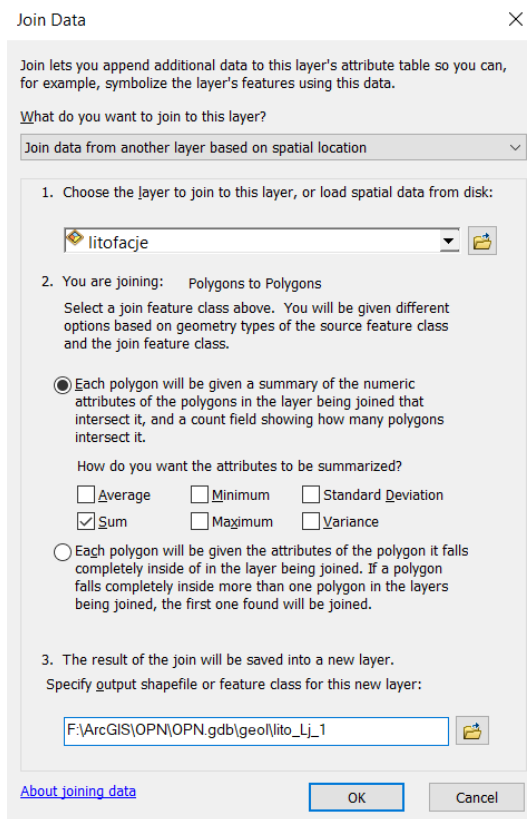 Join Data
Join lets you append additional data to this layer's attribute table so you can,
for example, symbolize the layer's features using this data.
What do you want to join to this layer?
Join data from another layer based on spatial location
1. Choose the layer to join to this layer, or load spatial data from disk:
litofacje
2. You are joining: Polygons to Polygons
Select a join feature class above. You will be given different
options based on geometry types of the source feature class
and the join feature class.
Each polygon will be given a summary of the numeric
attributes of the polygons in the layer being joined that
intersect it, and a count field showing how many polygons
intersect it.
How do you want the attributes to be summarized?
Average Minimum Standard Deviation
Sum Maximum Variance
Each polygon will be given the attributes of the polygon it falls
completely inside of in the layer being joined. If a polygon
falls completely inside more than one polygon in the layers
being joined, the first one found will be joined.
3. The result of the join will be saved into a new layer.
Specify output shapefile or feature class for this new layer:
F:\ArcGIS\OPN\OPN.gdb\geol\lito_Lj_1
About joining data OK Cancel